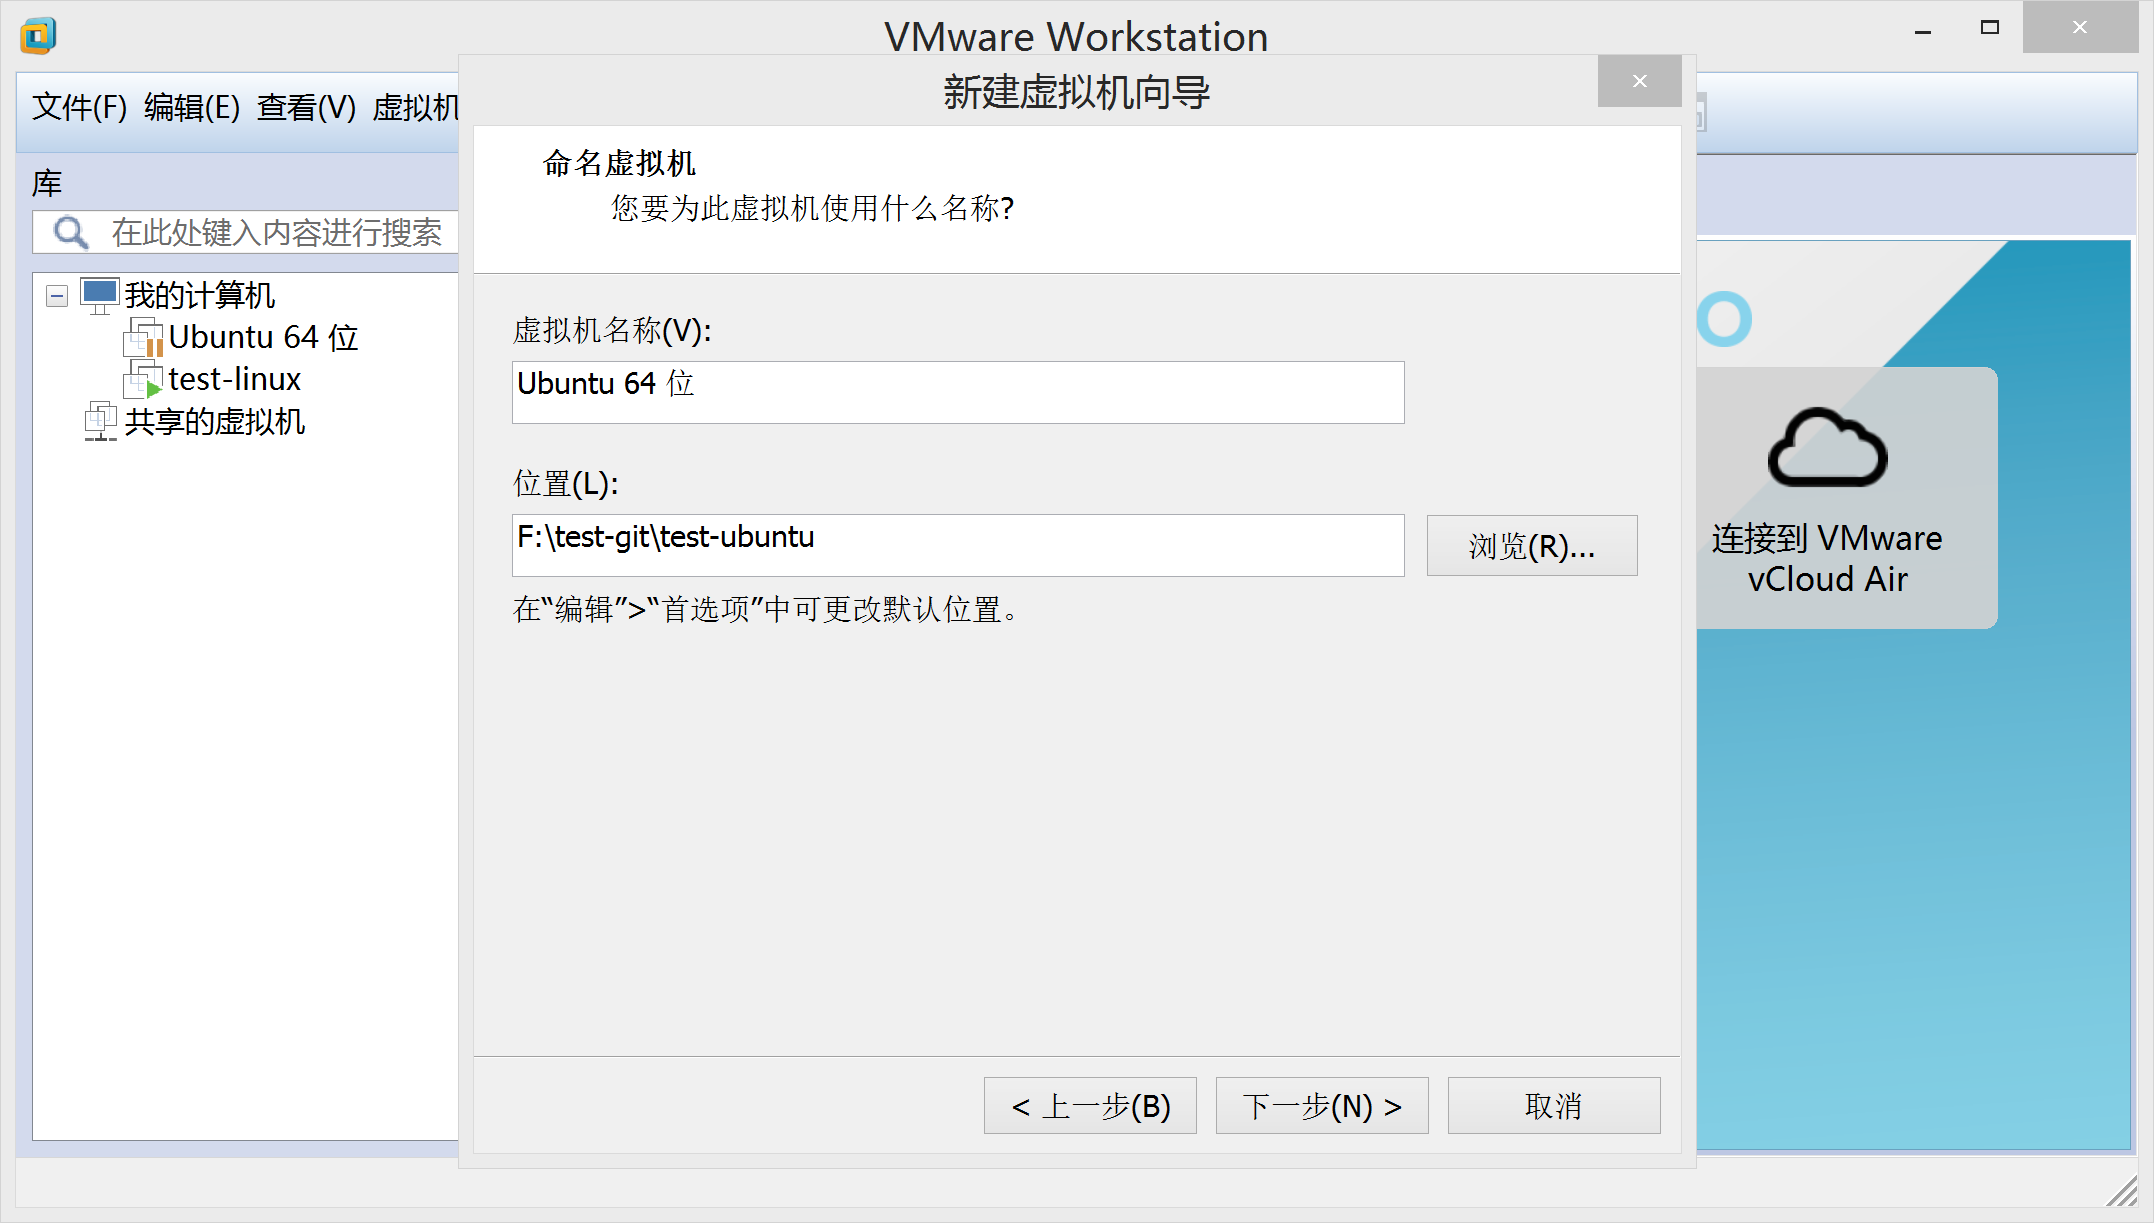 VMware Workstation
文件(F) 编辑(E) 查看(V) 虚拟机
库
在此处键入内容进行搜索
我的计算机
Ubuntu 64 位
test-linux
共享的虚拟机
新建虚拟机向导
命名虚拟机
您要为此虚拟机使用什么名称?
虚拟机名称(V):
Ubuntu 64 位
位置(L):
F:\test-git\test-ubuntu
浏览(R)...
在“编辑”>“首选项”中可更改默认位置。
< 上一步(B)
下一步(N) >
取消
连接到 VMware
vCloud Air